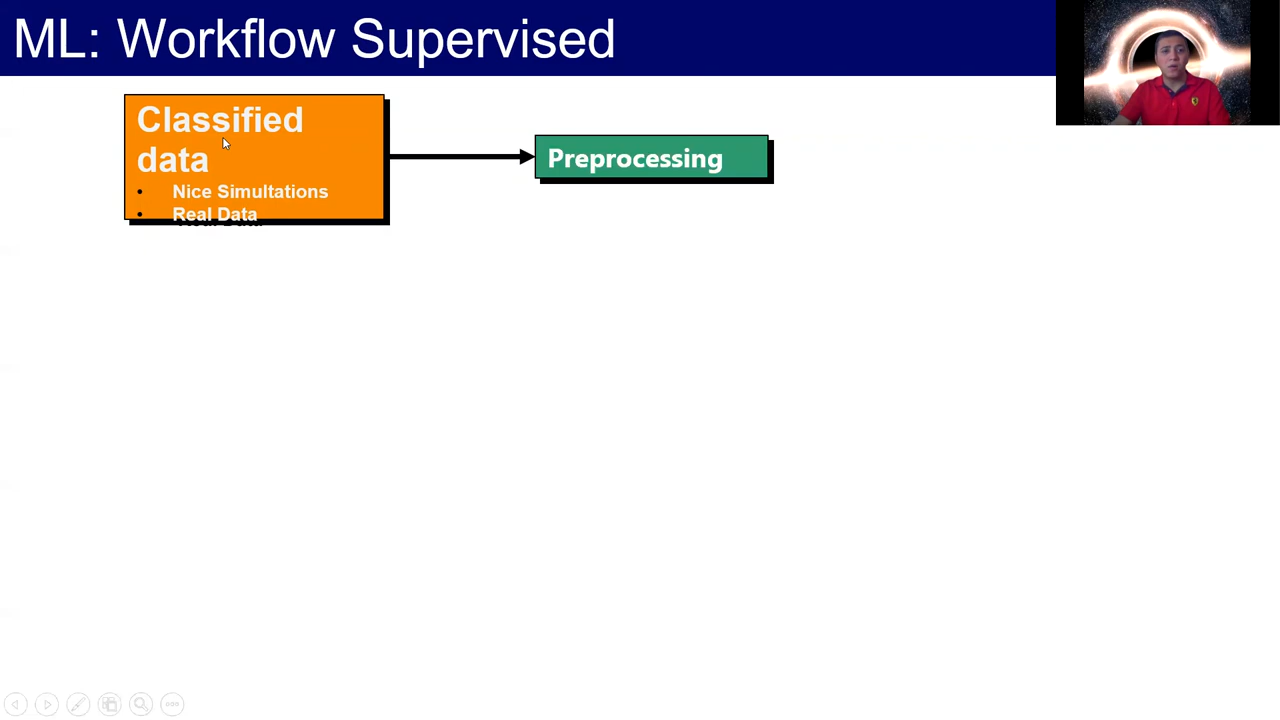 ML: Workflow Supervised
Classified
data
• Nice Simultations
• Real Data
Preprocessing